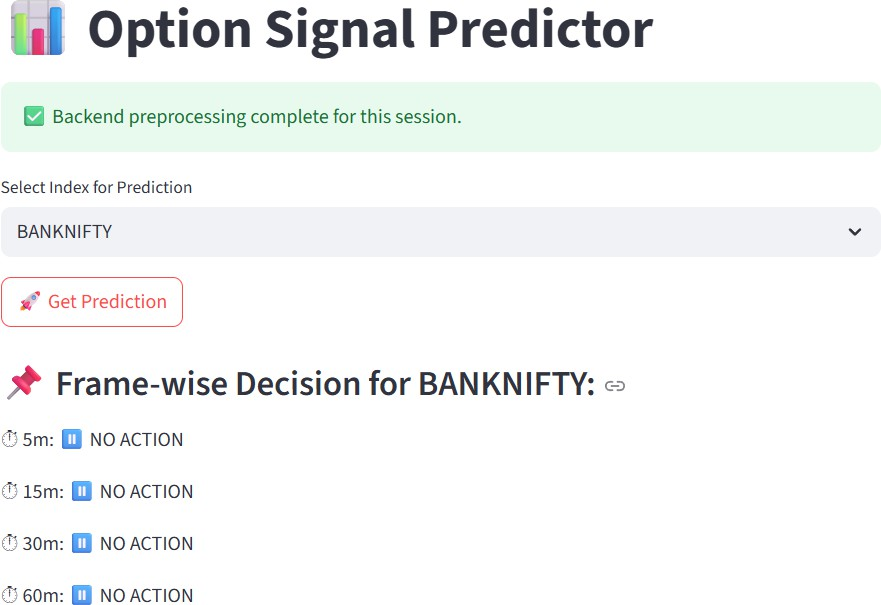 📊 Option Signal Predictor
✅ Backend preprocessing complete for this session.
Select Index for Prediction
BANKNIFTY
🚀 Get Prediction
📌 Frame-wise Decision for BANKNIFTY:
⏱ 5m: ⏸ NO ACTION
⏱ 15m: ⏸ NO ACTION
⏱ 30m: ⏸ NO ACTION
⏱ 60m: ⏸ NO ACTION